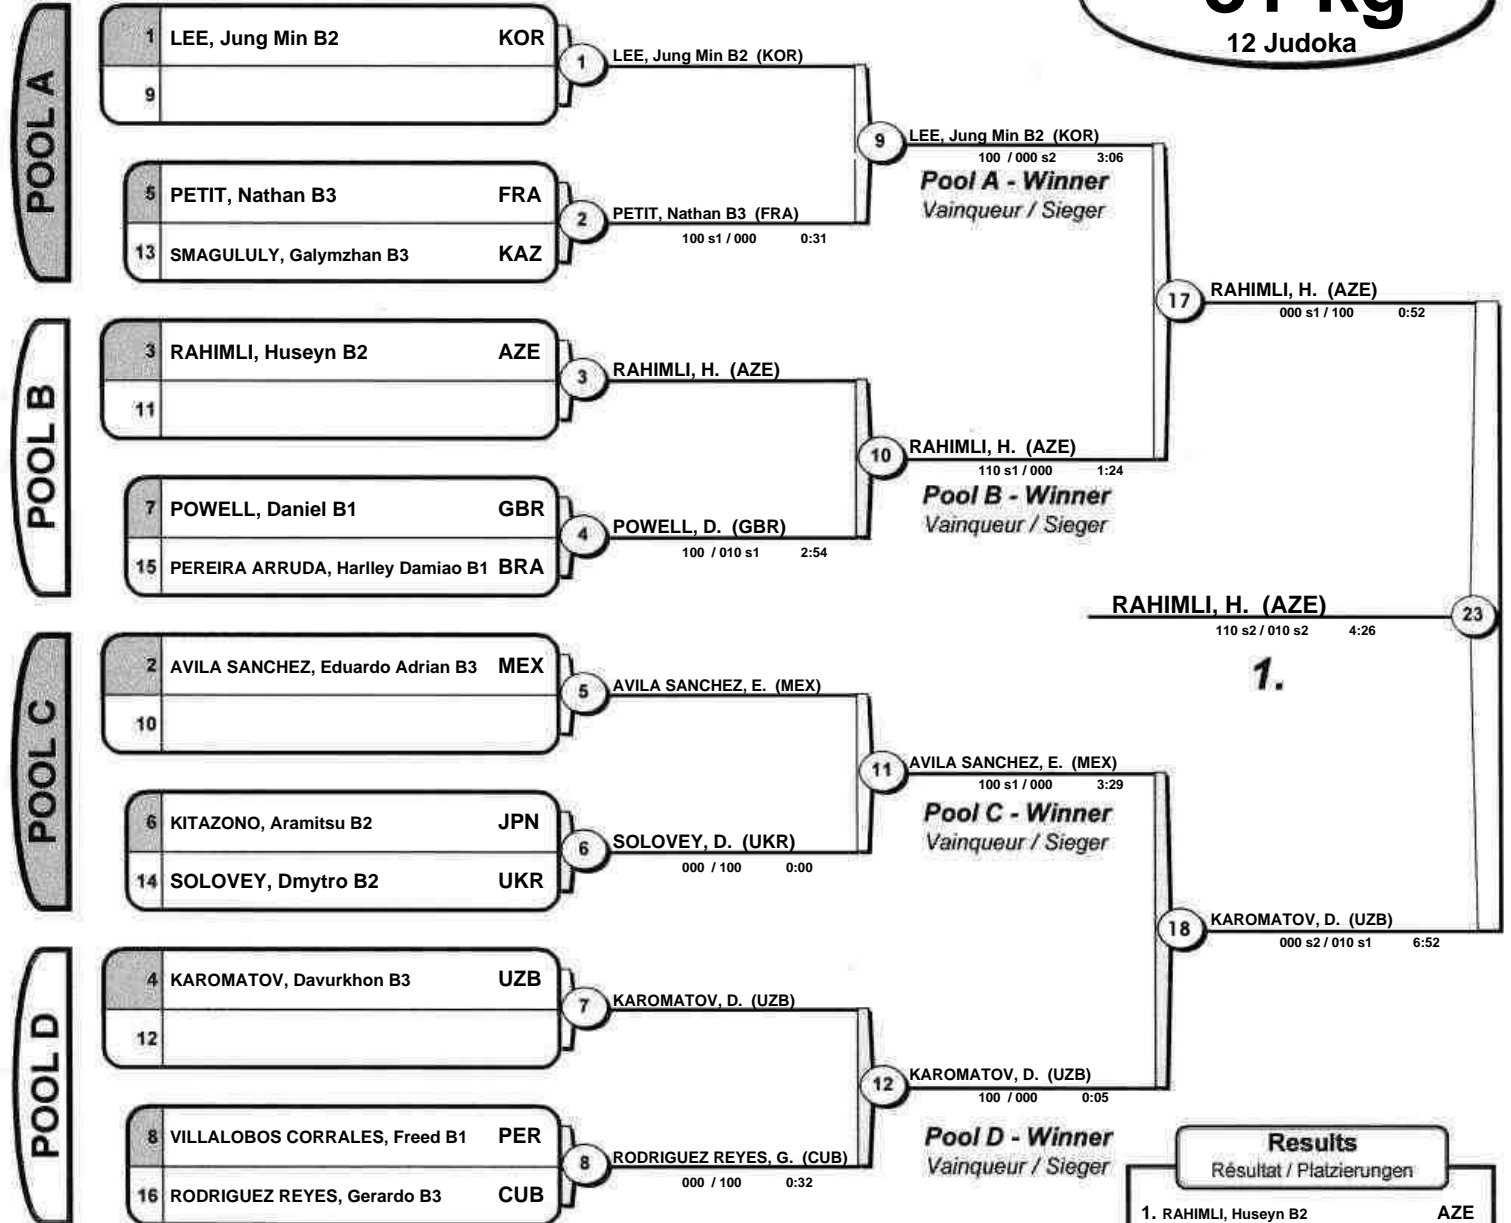 81 kg
12 Judoka
POOL A
1 LEE, Jung Min B2 KOR
9
1
LEE, Jung Min B2 (KOR)
5 PETIT, Nathan B3 FRA
13 SMAGULULY, Galymzhan B3 KAZ
2
PETIT, Nathan B3 (FRA)
100 s1 / 000 0:31
9
LEE, Jung Min B2 (KOR)
100 / 000 s2 3:06
Pool A - Winner
Vainqueur / Sieger
POOL B
3 RAHIMLI, Huseyn B2 AZE
11
3
RAHIMLI, H. (AZE)
7 POWELL, Daniel B1 GBR
15 PEREIRA ARRUDA, Harlley Damiao B1 BRA
4
POWELL, D. (GBR)
100 / 010 s1 2:54
10
RAHIMLI, H. (AZE)
110 s1 / 000 1:24
Pool B - Winner
Vainqueur / Sieger
17
RAHIMLI, H. (AZE)
000 s1 / 100 0:52
POOL C
2 AVILA SANCHEZ, Eduardo Adrian B3 MEX
10
5
AVILA SANCHEZ, E. (MEX)
6 KITAZONO, Aramitsu B2 JPN
14 SOLOVEY, Dmytro B2 UKR
6
SOLOVEY, D. (UKR)
000 / 100 0:00
11
AVILA SANCHEZ, E. (MEX)
100 s1 / 000 3:29
Pool C - Winner
Vainqueur / Sieger
POOL D
4 KAROMATOV, Davurkhon B3 UZB
12
7
KAROMATOV, D. (UZB)
8 VILLALOBOS CORRALES, Freed B1 PER
16 RODRIGUEZ REYES, Gerardo B3 CUB
8
RODRIGUEZ REYES, G. (CUB)
000 / 100 0:32
12
KAROMATOV, D. (UZB)
100 / 000 0:05
Pool D - Winner
Vainqueur / Sieger
18
KAROMATOV, D. (UZB)
000 s2 / 010 s1 6:52
RAHIMLI, H. (AZE)
110 s2 / 010 s2 4:26
23
1.
Results
Résultat / Platzierungen
1. RAHIMLI, Huseyn B2 AZE